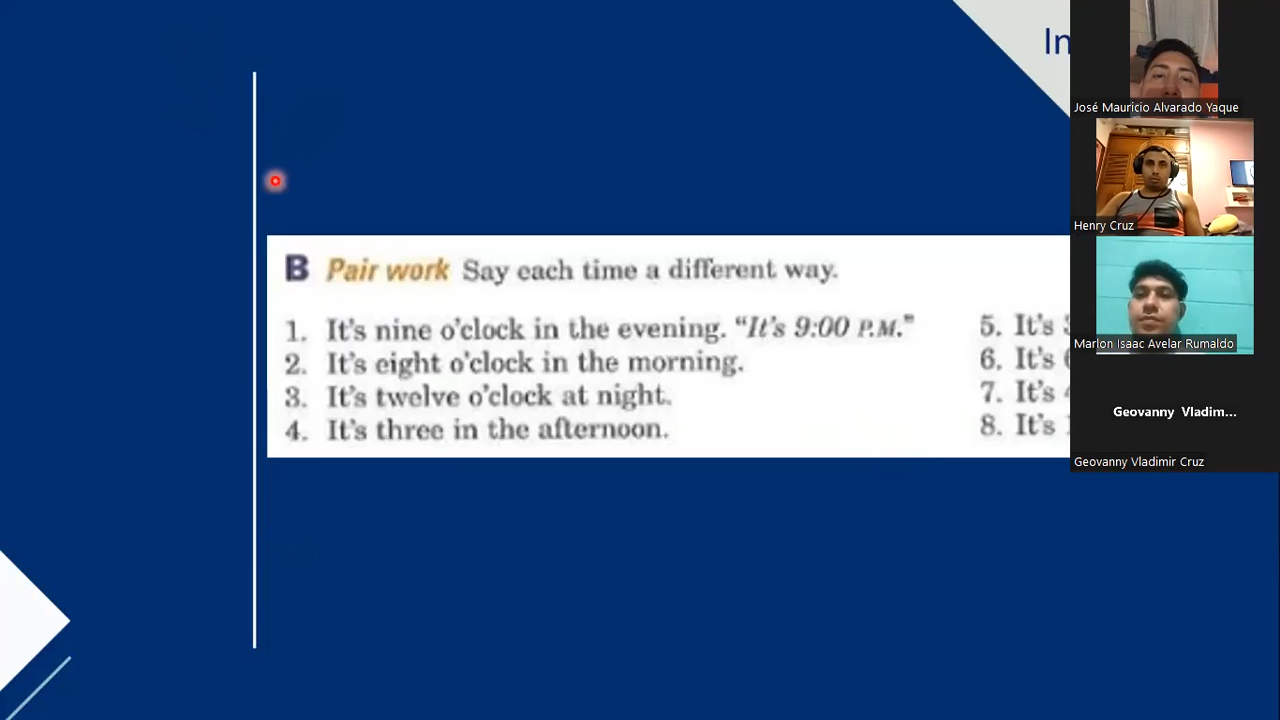 In
José Mauricio Alvarado Yaque
Henry Cruz
Marlon Isaac Avelar Rumaldo
Geovanny Vladim...
Geovanny Vladimir Cruz
B Pair work Say each time a different way.
1. It's nine o'clock in the evening. "It's 9:00 P.M."
2. It's eight o'clock in the morning.
3. It's twelve o'clock at night.
4. It's three in the afternoon.
5. It's
6. It's
7. It's
8. It's